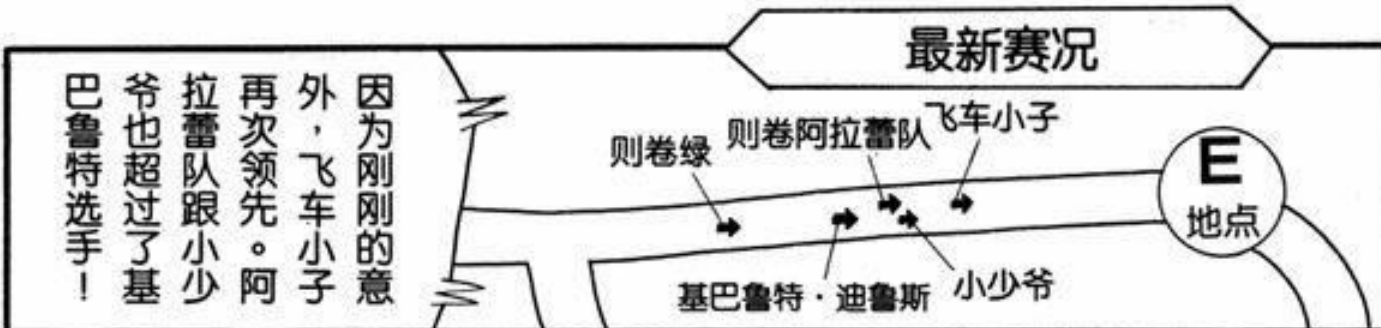 最新赛况
因为刚刚的意
外，飞车小子
再次领先。阿
拉蕾队跟小少
爷也超过了基
巴鲁特选手！
则卷绿
则卷阿拉蕾队
飞车小子
E
地点
基巴鲁特·迪鲁斯
小少爷